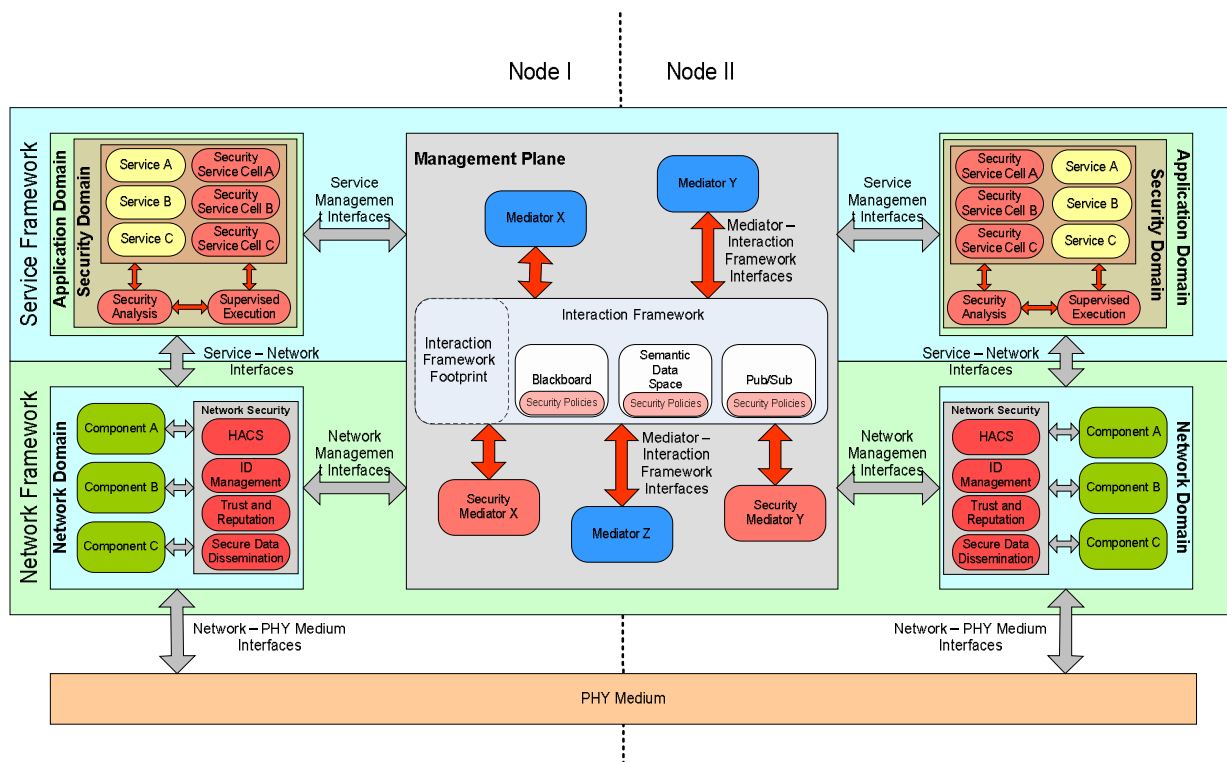 Node I
Node II
Service Framework
Application Domain
Security Domain
Service A
Service B
Service C
Security
Service Cell A
Security
Service Cell B
Security
Service Cell C
Security
Analysis
Supervised
Execution
Service
Managemen
t Interfaces
Management Plane
Mediator X
Mediator Y
Mediator –
Interaction
Framework
Interfaces
Interaction Framework
Interaction
Framework
Footprint
Blackboard
Security Policies
Semantic
Data
Space
Security Policies
Pub/Sub
Security Policies
Mediator –
Interaction
Framework
Interfaces
Security
Mediator X
Mediator Z
Security
Mediator Y
Service
Managemen
t Interfaces
Security
Service Cell A
Security
Service Cell B
Security
Service Cell C
Service A
Service B
Service C
Security
Analysis
Supervised
Execution
Security Domain
Application Domain
Service – Network
Interfaces
Service – Network
Interfaces
Network Framework
Network Domain
Component A
Component B
Component C
Network Security
HACS
ID
Management
Trust and
Reputation
Secure Data
Dissemination
Network
Managemen
t Interfaces
Network
Managemen
t Interfaces
Network Security
HACS
ID
Management
Trust and
Reputation
Secure Data
Dissemination
Component A
Component B
Component C
Network Domain
Network – PHY Medium
Interfaces
Network – PHY Medium
Interfaces
PHY Medium